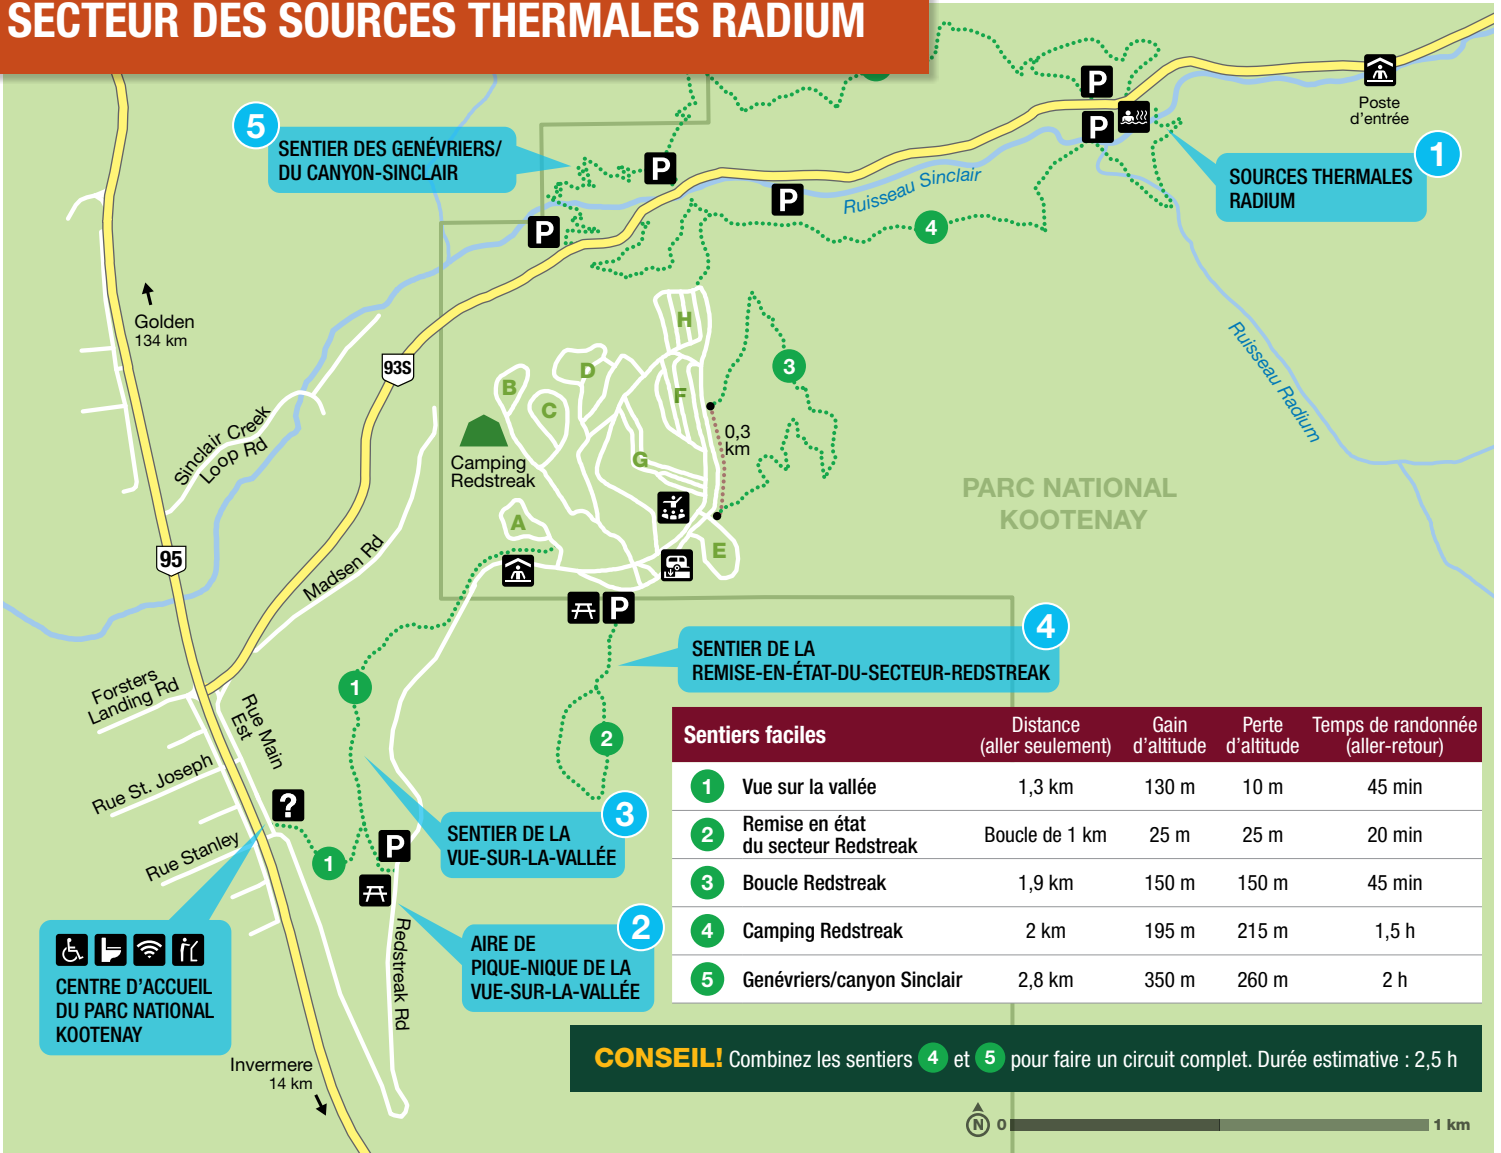 SECTEUR DES SOURCES THERMALES RADIUM
P
Poste
d'entrée
5
SENTIER DES GENÉVRIERS/
DU CANYON-SINCLAIR
P
P
1
SOURCES THERMALES
RADIUM
P
P
Ruisseau Sinclair
4
P
Golden
134 km
H
Ruisseau Radium
93S
3
B
D
C
F
Sinclair Creek
Loop Rd
0,3
km
Camping
Redstreak
G
PARC NATIONAL
KOOTENAY
A
E
95
Madsen Rd
P
4
SENTIER DE LA
REMISE-EN-ÉTAT-DU-SECTEUR-REDSTREAK
1
Forsters
Landing Rd
Rue Main
Est
2
Rue St. Joseph
?
3
SENTIER DE LA
VUE-SUR-LA-VALLÉE
P
Rue Stanley
1
2
AIRE DE
PIQUE-NIQUE DE LA
VUE-SUR-LA-VALLÉE
Redstreak Rd
CENTRE D'ACCUEIL
DU PARC NATIONAL
KOOTENAY
Invermere
14 km
Sentiers faciles Distance (aller seulement) Gain d'altitude Perte d'altitude Temps de randonnée (aller-retour)
1 Vue sur la vallée 1,3 km 130 m 10 m 45 min
2 Remise en état du secteur Redstreak Boucle de 1 km 25 m 25 m 20 min
3 Boucle Redstreak 1,9 km 150 m 150 m 45 min
4 Camping Redstreak 2 km 195 m 215 m 1,5 h
5 Genévriers/canyon Sinclair 2,8 km 350 m 260 m 2 h
CONSEIL! Combinez les sentiers 4 et 5 pour faire un circuit complet. Durée estimative : 2,5 h
N 0 1 km